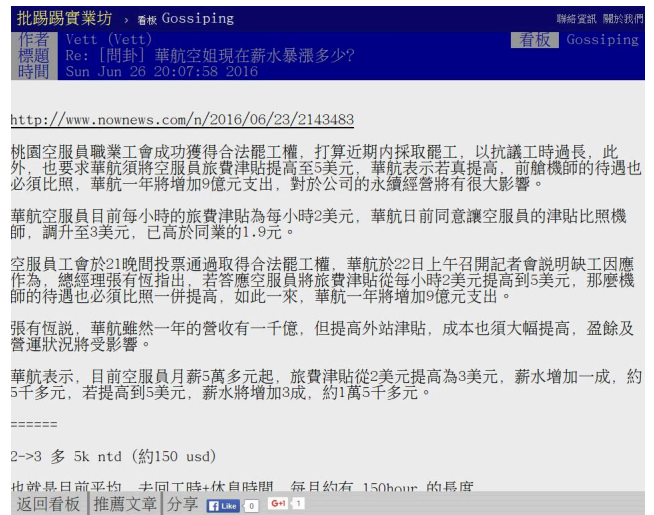 批踢踢實業坊 › 看板 Gossiping 聯絡資訊 關於我們
作者 Vett (Vett) 看板 Gossiping
標題 Re: [問卦] 華航空姐現在薪水暴漲多少?
時間 Sun Jun 26 20:07:58 2016
http://www.nownews.com/n/2016/06/23/2143483
桃園空服員職業工會成功獲得合法罷工權，打算近期內採取罷工，以抗議工時過長，此
外，也要求華航須將空服員旅費津貼提高至5美元，華航表示若真提高，前艙機師的待遇也
必須比照，華航一年將增加9億元支出，對於公司的永續經營將有很大影響。
華航空服員日前每小時的旅費津貼為每小時2美元，華航日前同意讓空服員的津貼比照機
師，調升至3美元，已高於同業的1.9元。
空服員工會於21晚間投票通過取得合法罷工權，華航於22日上午召開記者會說明缺工因應
作為，總經理張有恆指出，若答應空服員將旅費津貼從每小時2美元提高到5美元，那麼機
師的待遇也必須比照一併提高，如此一來，華航一年將增加9億元支出。
張有恆說，華航雖然一年的營收有一千億，但提高外站津貼，成本也須大幅提高，盈餘及
營運狀況將受影響。
華航表示，目前空服員月薪5萬多元起，旅費津貼從2美元提高為3美元，薪水增加一成，約
5千多元，若提高到5美元，薪水將增加3成，約1萬5千多元。
======
2->3 多 5k ntd (約150 usd)
也就是目前平均 去回工時+休息時間 每月約有 150hour 的長度
返回看板 推薦文章 分享 Like 0 G+1 1